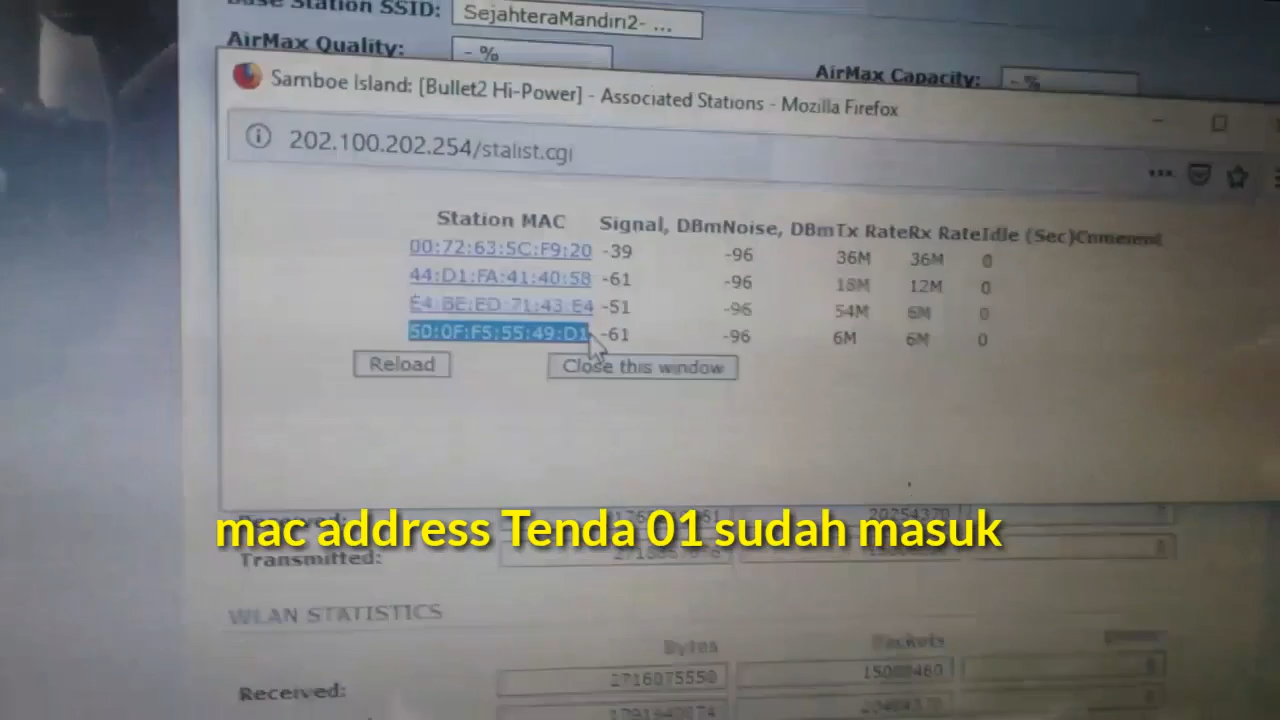 Base Station SSID: SejahteraMandiri2- ...
AirMax Quality: - %
AirMax Capacity: - %
Samboe Island: [Bullet2 Hi-Power] - Associated Stations - Mozilla Firefox
202.100.202.254/stalist.cgi
Station MAC Signal, DBm Noise, DBm Tx Rate Rx Rate Idle (Sec)
00:72:63:5C:F9:20 -39 -96 36M 36M 0
44:D1:FA:41:40:58 -61 -96 18M 12M 0
E4:BE:ED:71:43:E4 -51 -96 54M 6M 0
50:0F:F5:55:49:D1 -61 -96 6M 6M 0
Reload Close this window
mac address Tenda 01 sudah masuk
Transmitted:
WLAN STATISTICS
Bytes Packets
Received: 2716075550 15080460 0